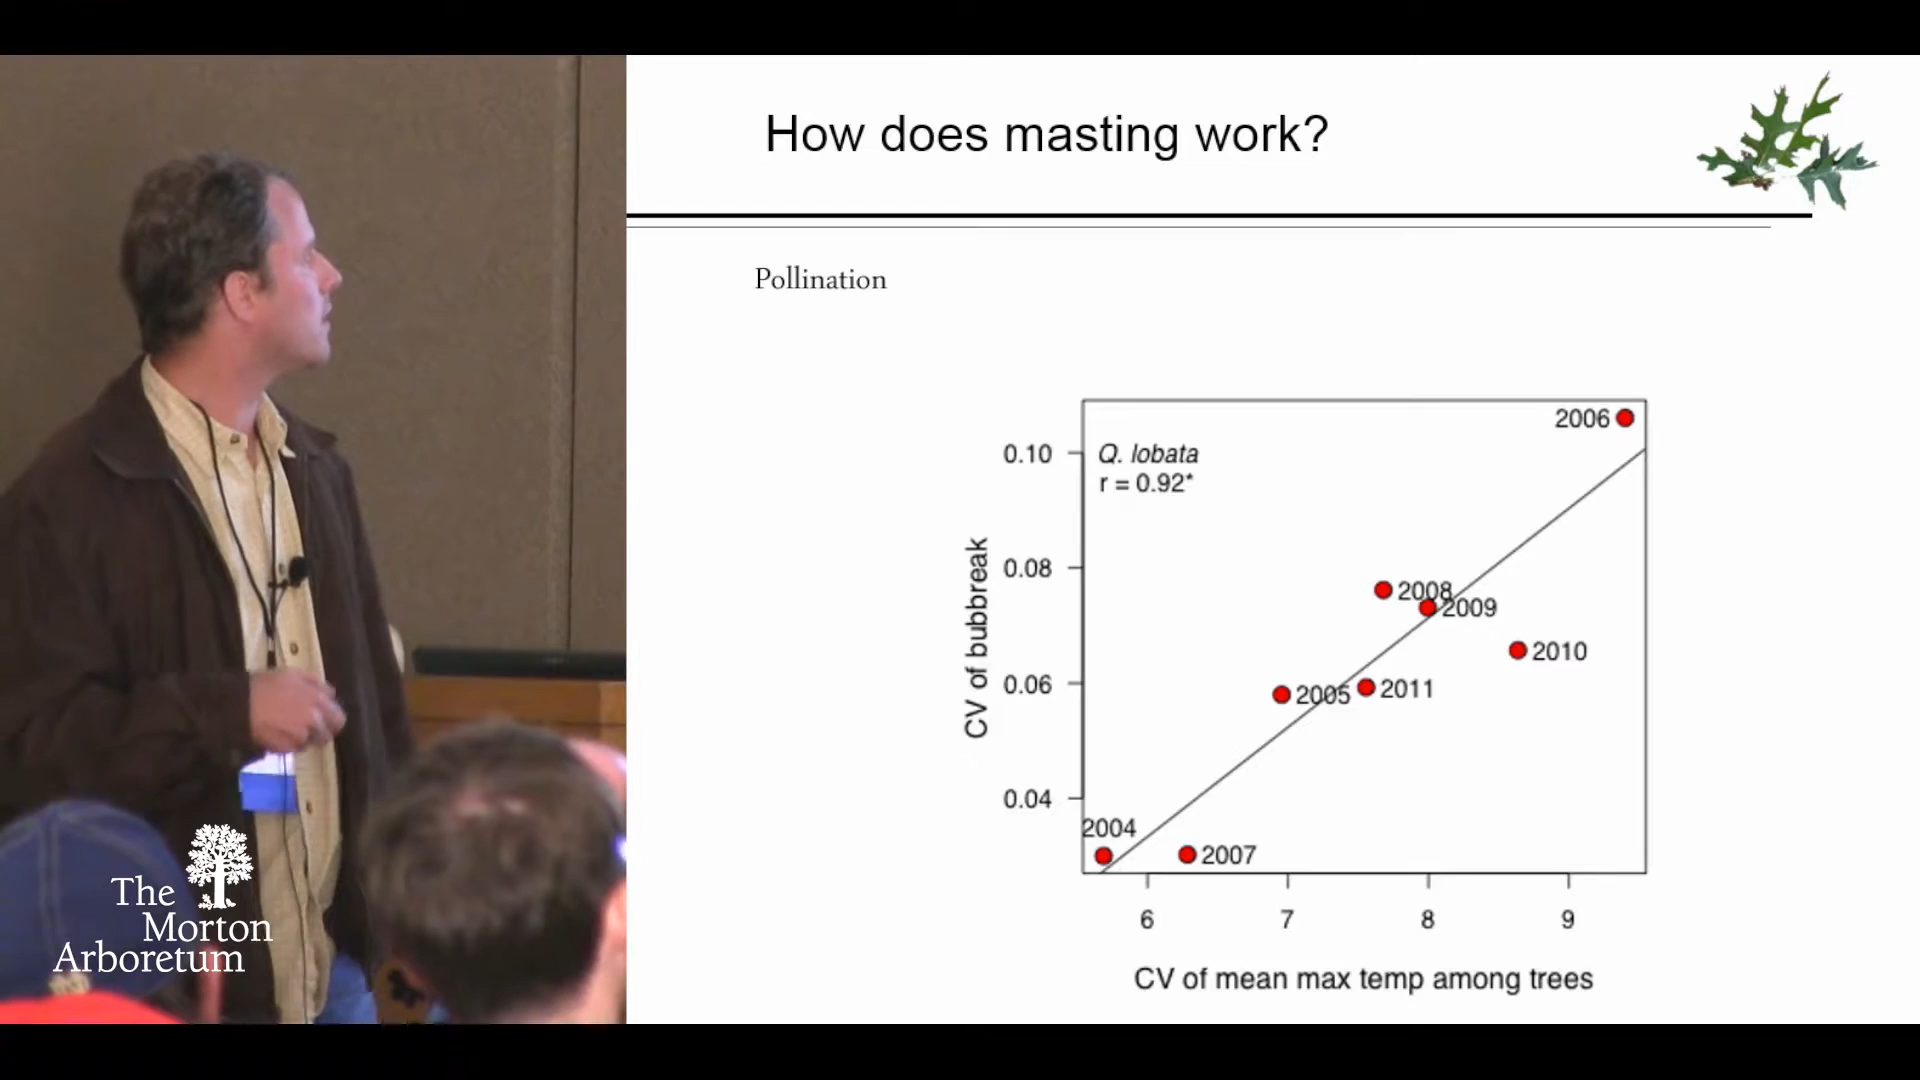 How does masting work?
Pollination
2006
0.10
Q. lobata
r = 0.92*
CV of bubbreak
0.08
2008
2009
2010
0.06
2005
2011
0.04
2004
2007
6 7 8 9
CV of mean max temp among trees
The
Morton
Arboretum